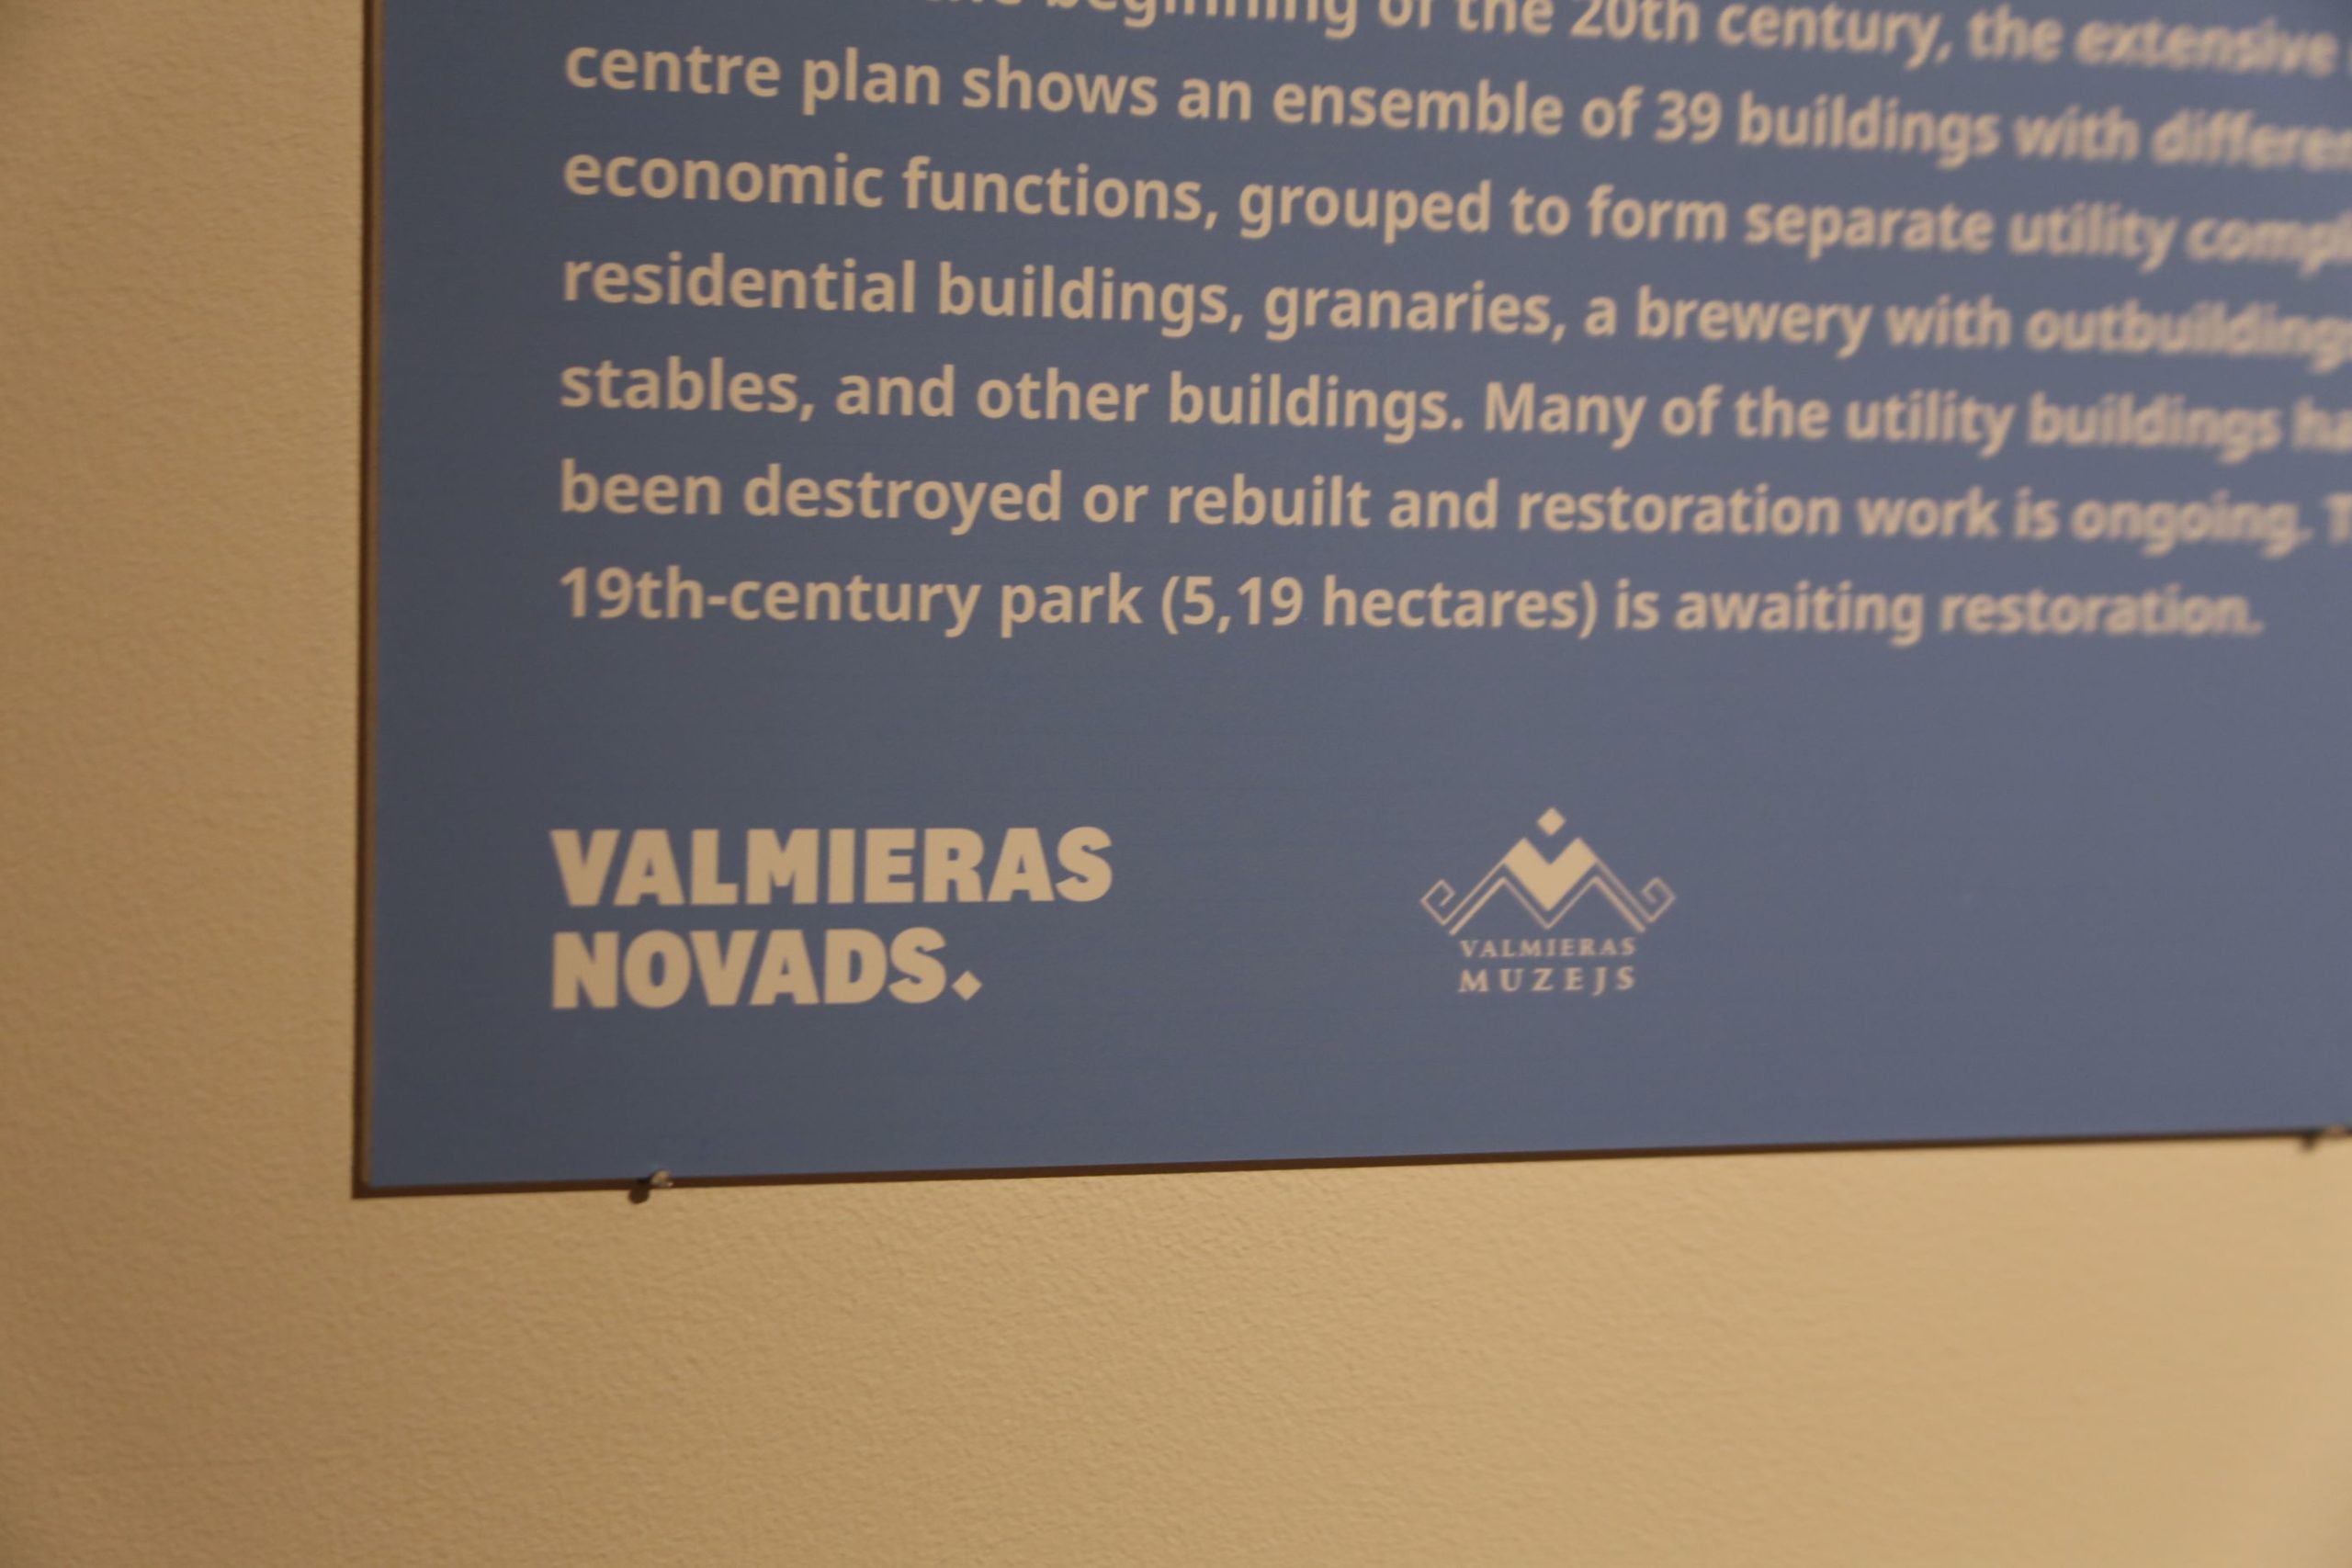 beginning of the 20th century, the extensive
centre plan shows an ensemble of 39 buildings with
economic functions, grouped to form separate utility
residential buildings, granaries, a brewery with
stables, and other buildings. Many of the utility buildings
been destroyed or rebuilt and restoration work is ongoing.
19th-century park (5,19 hectares) is awaiting restoration.
VALMIERAS
NOVADS.
VALMIERAS
MUZEJS